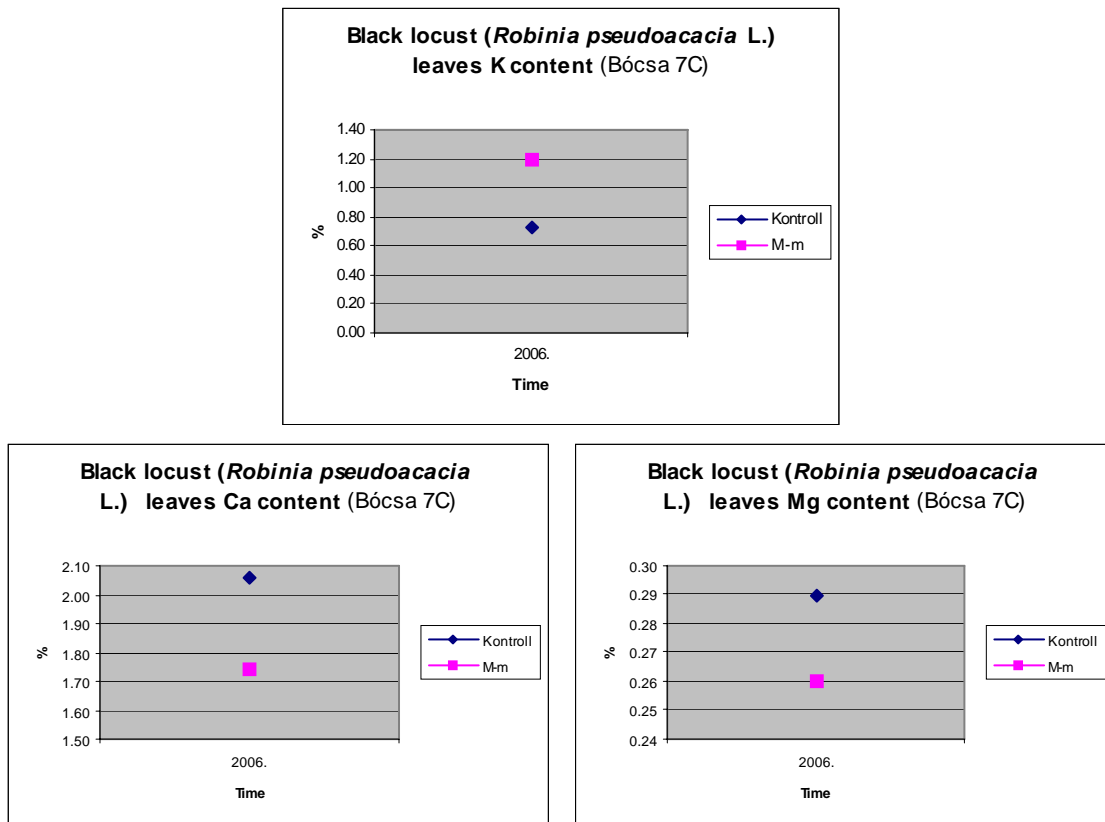 Black locust (Robinia pseudoacacia L.)
leaves K content (Bócsa 7C)
1.40
1.20
1.00
0.80
0.60
0.40
0.20
0.00
%
2006.
Time
Kontroll
M-m
Black locust (Robinia pseudoacacia
L.) leaves Ca content (Bócsa 7C)
2.10
2.00
1.90
1.80
1.70
1.60
1.50
%
2006.
Time
Kontroll
M-m
Black locust (Robinia pseudoacacia
L.) leaves Mg content (Bócsa 7C)
0.30
0.29
0.28
0.27
0.26
0.25
0.24
%
2006.
Time
Kontroll
M-m